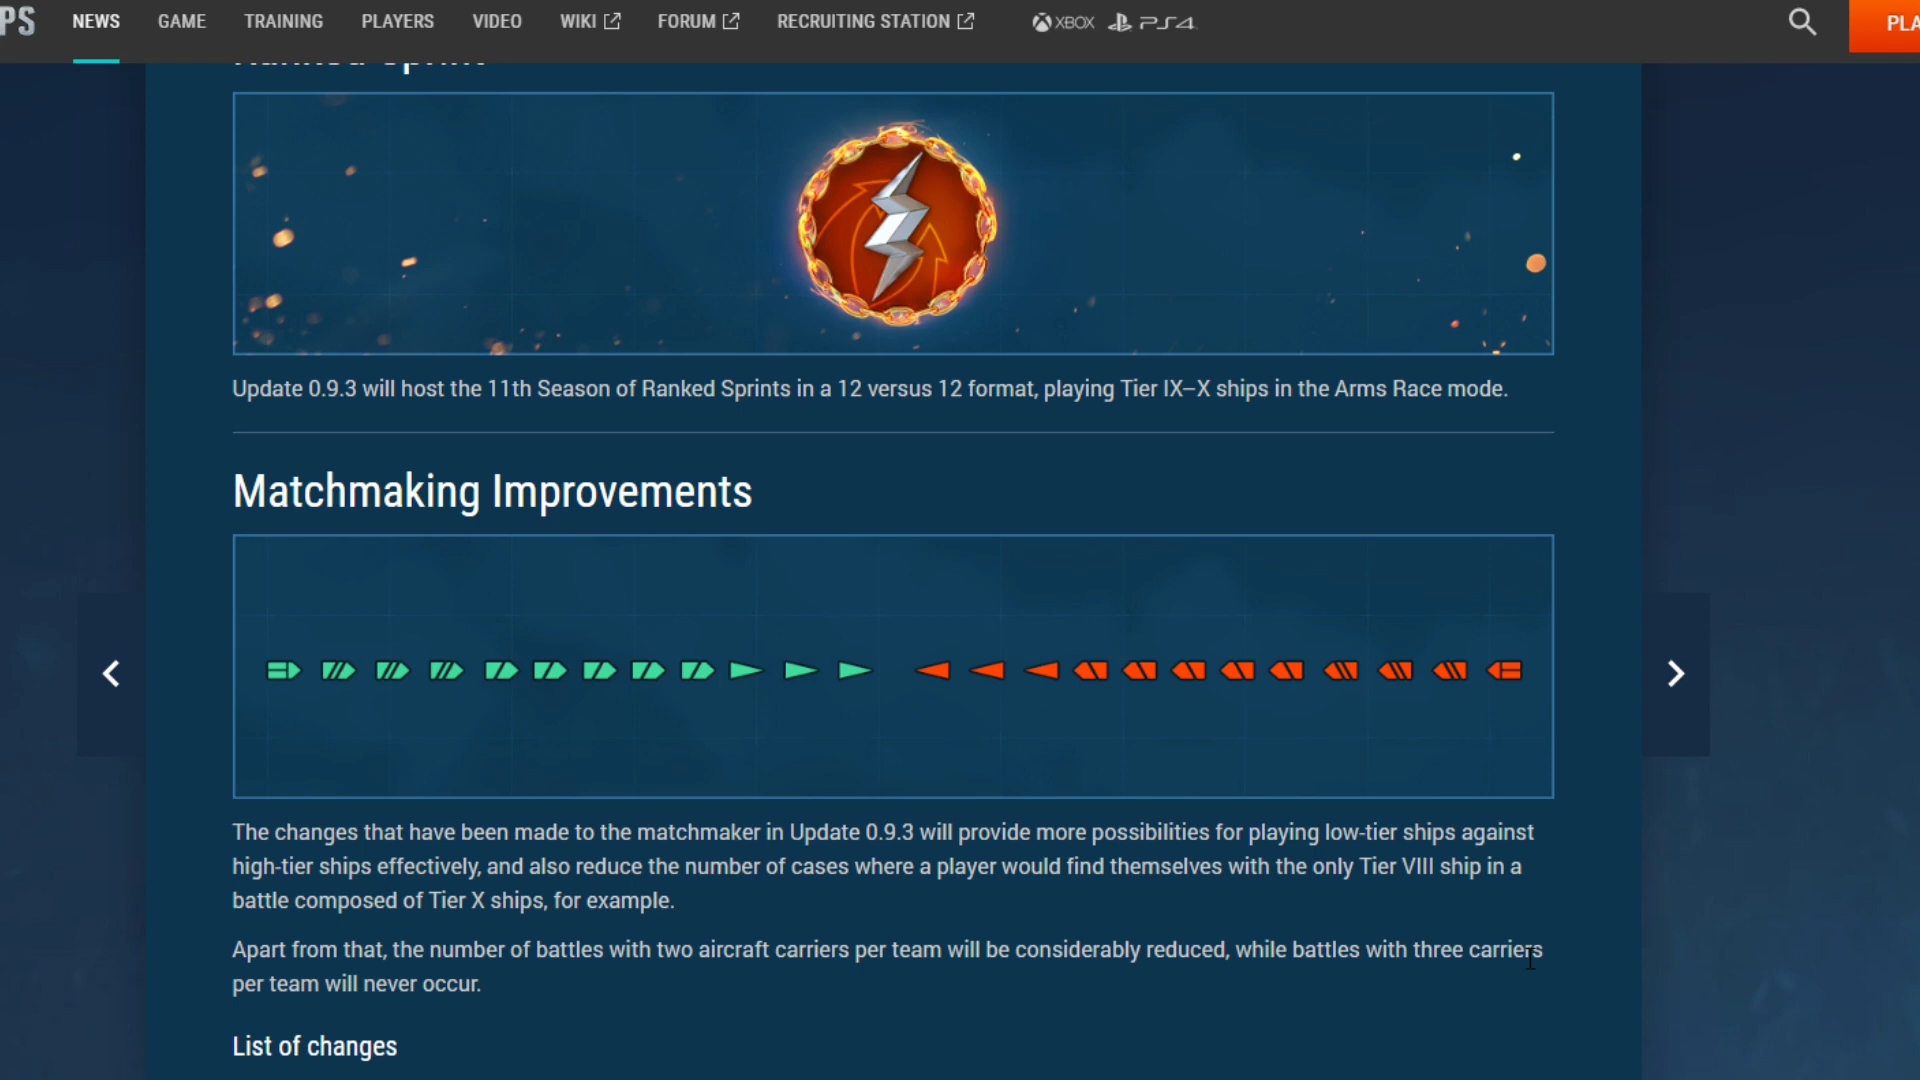 PS NEWS GAME TRAINING PLAYERS VIDEO WIKI FORUM RECRUITING STATION XBOX PS4 PLA
Ranked Sprint
Update 0.9.3 will host the 11th Season of Ranked Sprints in a 12 versus 12 format, playing Tier IX–X ships in the Arms Race mode.
Matchmaking Improvements
The changes that have been made to the matchmaker in Update 0.9.3 will provide more possibilities for playing low-tier ships against
high-tier ships effectively, and also reduce the number of cases where a player would find themselves with the only Tier VIII ship in a
battle composed of Tier X ships, for example.
Apart from that, the number of battles with two aircraft carriers per team will be considerably reduced, while battles with three carriers
per team will never occur.
List of changes